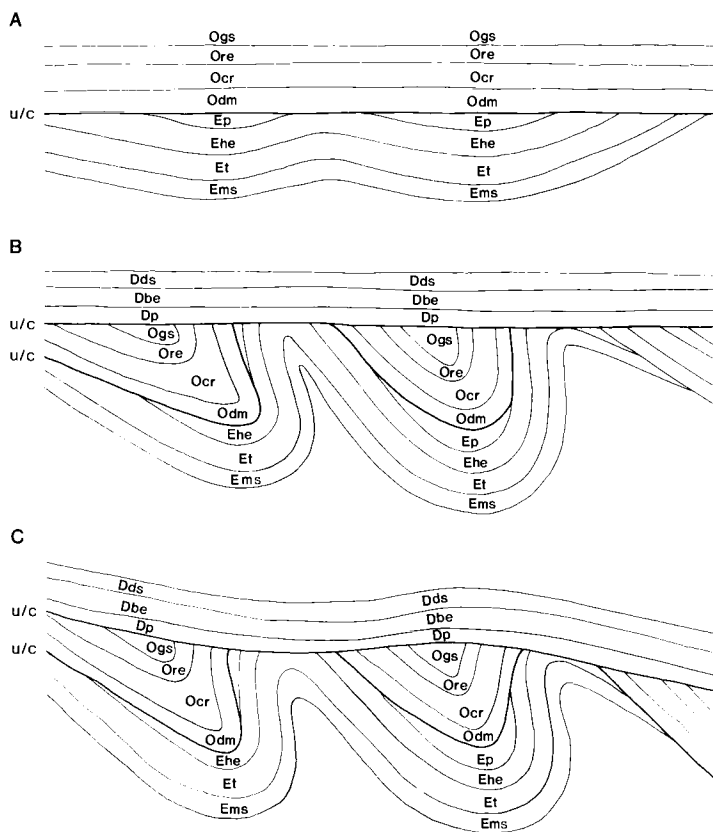 A
Ogs Ogs
Ore Ore
Ocr Ocr
Odm Odm
u/c
Ep Ep
Ehe Ehe
Et Et
Ems Ems
B
Dds Dds
Dbe Dbe
Dp Dp
u/c
Ogs Ogs
u/c
Ore Ore
Ocr Ocr
Odm Odm
Ehe Ep
Et Ehe
Ems Et
Ems
C
Dds Dds
u/c Dbe Dbe
Dp Dp
u/c Ogs Ogs
Ore Ore
Ocr Ocr
Odm Odm
Ehe Ep
Et Ehe
Ems Et
Ems